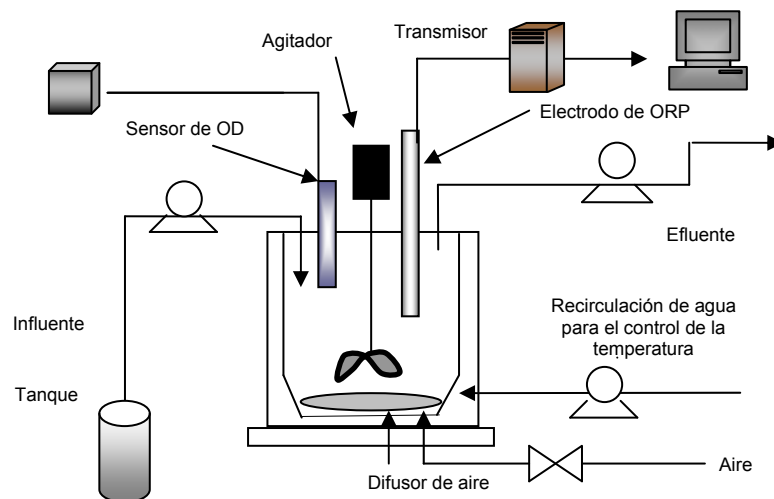 Agitador
Transmisor
Sensor de OD
Electrodo de ORP
Efluente
Influente
Recirculación de agua
para el control de la
temperatura
Tanque
Difusor de aire
Aire